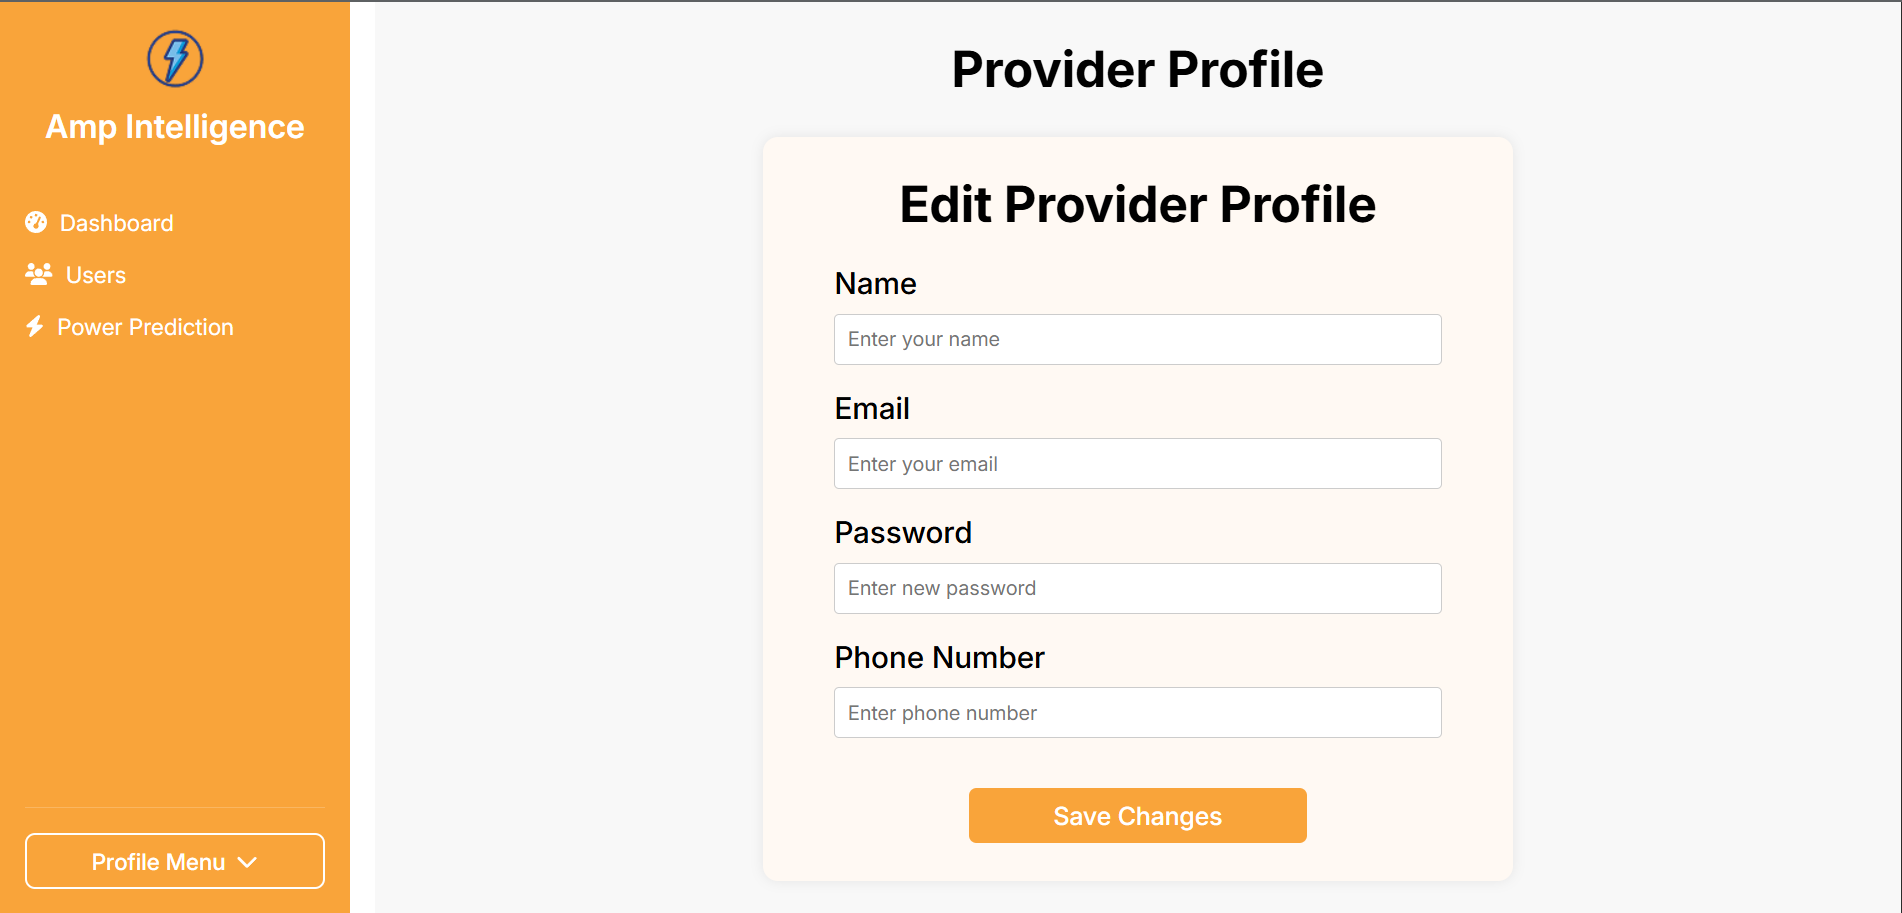 Amp Intelligence
Dashboard
Users
Power Prediction
Profile Menu
Provider Profile
Edit Provider Profile
Name
Enter your name
Email
Enter your email
Password
Enter new password
Phone Number
Enter phone number
Save Changes